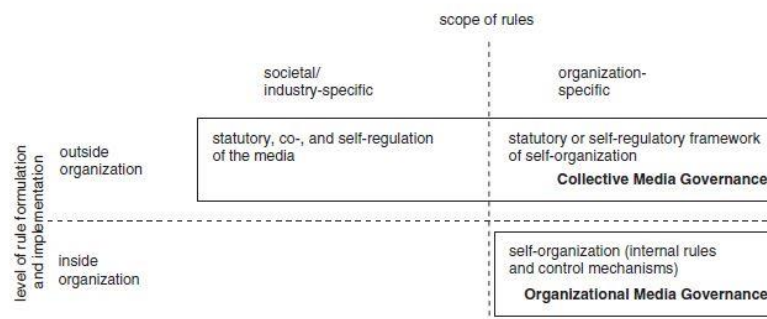 scope of rules
societal/
industry-specific
organization-
specific
level of rule formulation
and implementation
outside
organization
statutory, co-, and self-regulation
of the media
statutory or self-regulatory framework
of self-organization
Collective Media Governance
inside
organization
self-organization (internal rules
and control mechanisms)
Organizational Media Governance